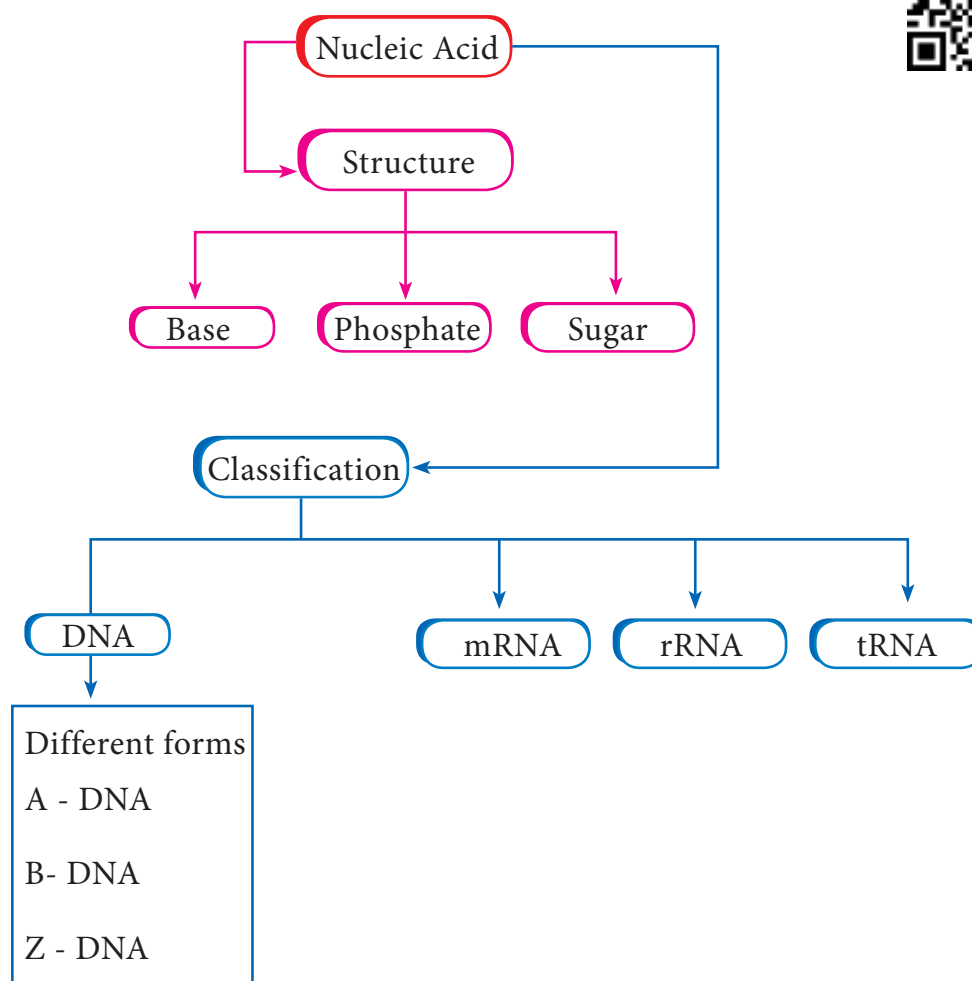 Nucleic Acid
Structure
Base Phosphate Sugar
Classification
DNA mRNA rRNA tRNA
Different forms
A - DNA
B- DNA
Z - DNA